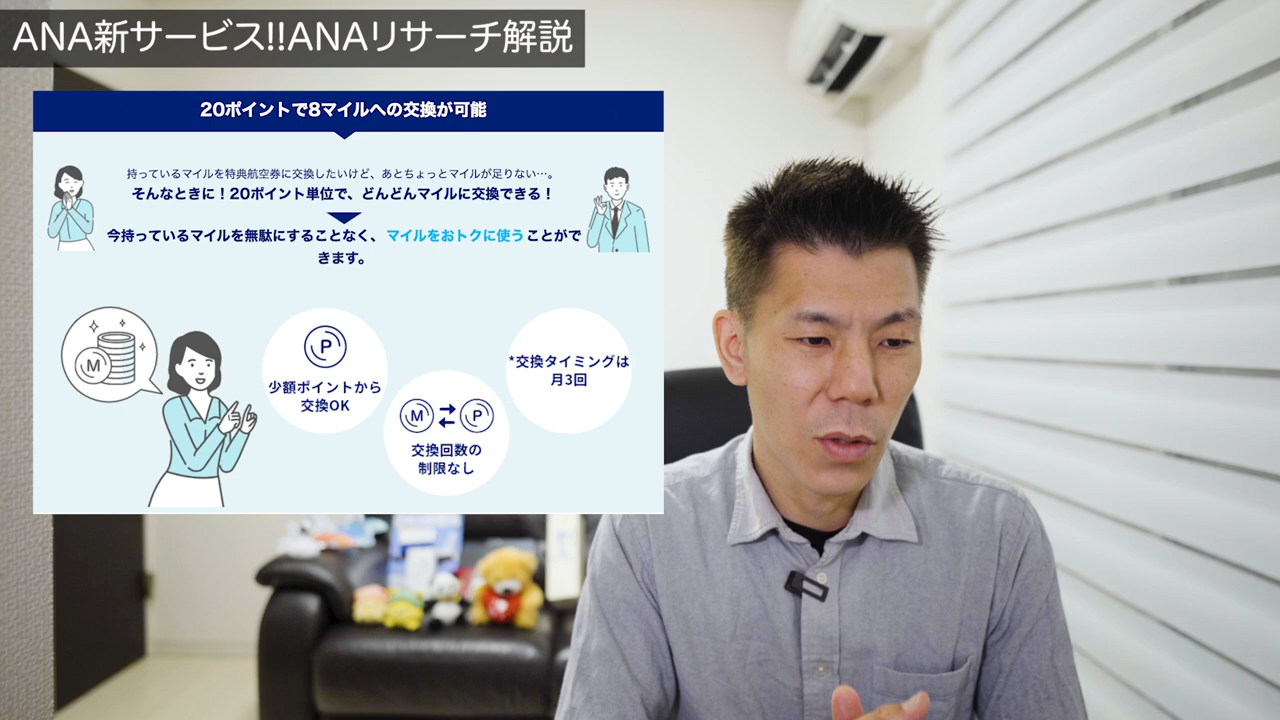 ANA新サービス!!ANAリサーチ解説
20ポイントで8マイルへの交換が可能
持っているマイルを特典航空券に交換したいけど、あとちょっとマイルが足りない…。
そんなときに！20ポイント単位で、どんどんマイルに交換できる！
今持っているマイルを無駄にすることなく、マイルをおトクに使うことがで
きます。
M
P
少額ポイントから
交換OK
M P
交換回数の
制限なし
*交換タイミングは
月3回